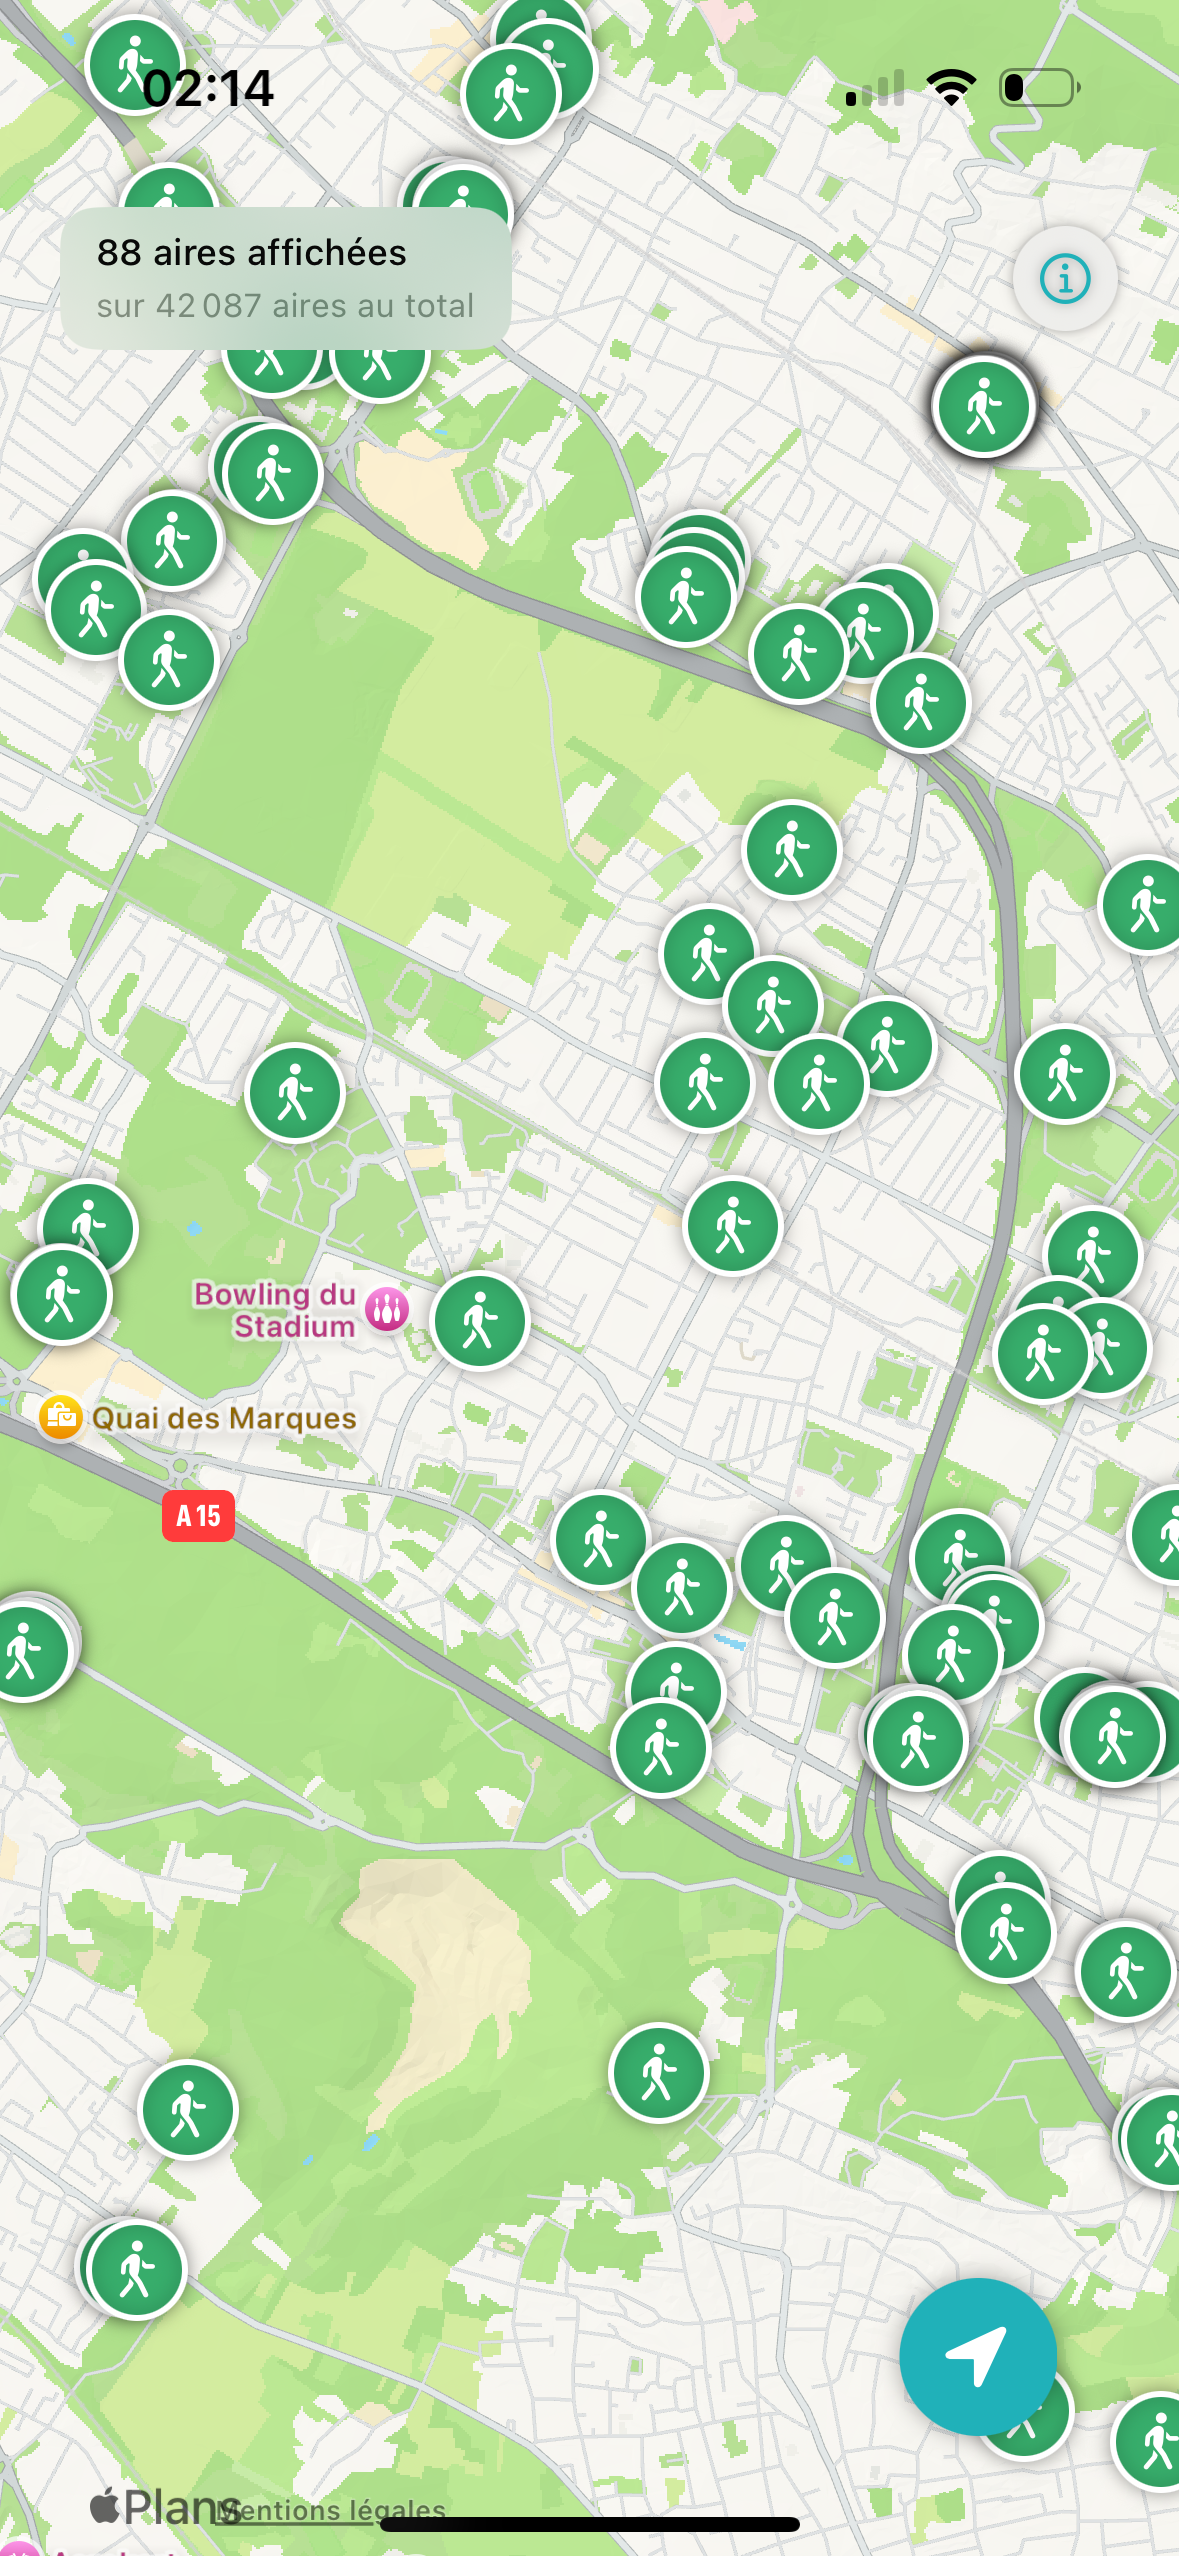 02:14
88 aires affichées
sur 42 087 aires au total
Bowling du
Stadium
Quai des Marques
A 15
Plans
Mentions légales